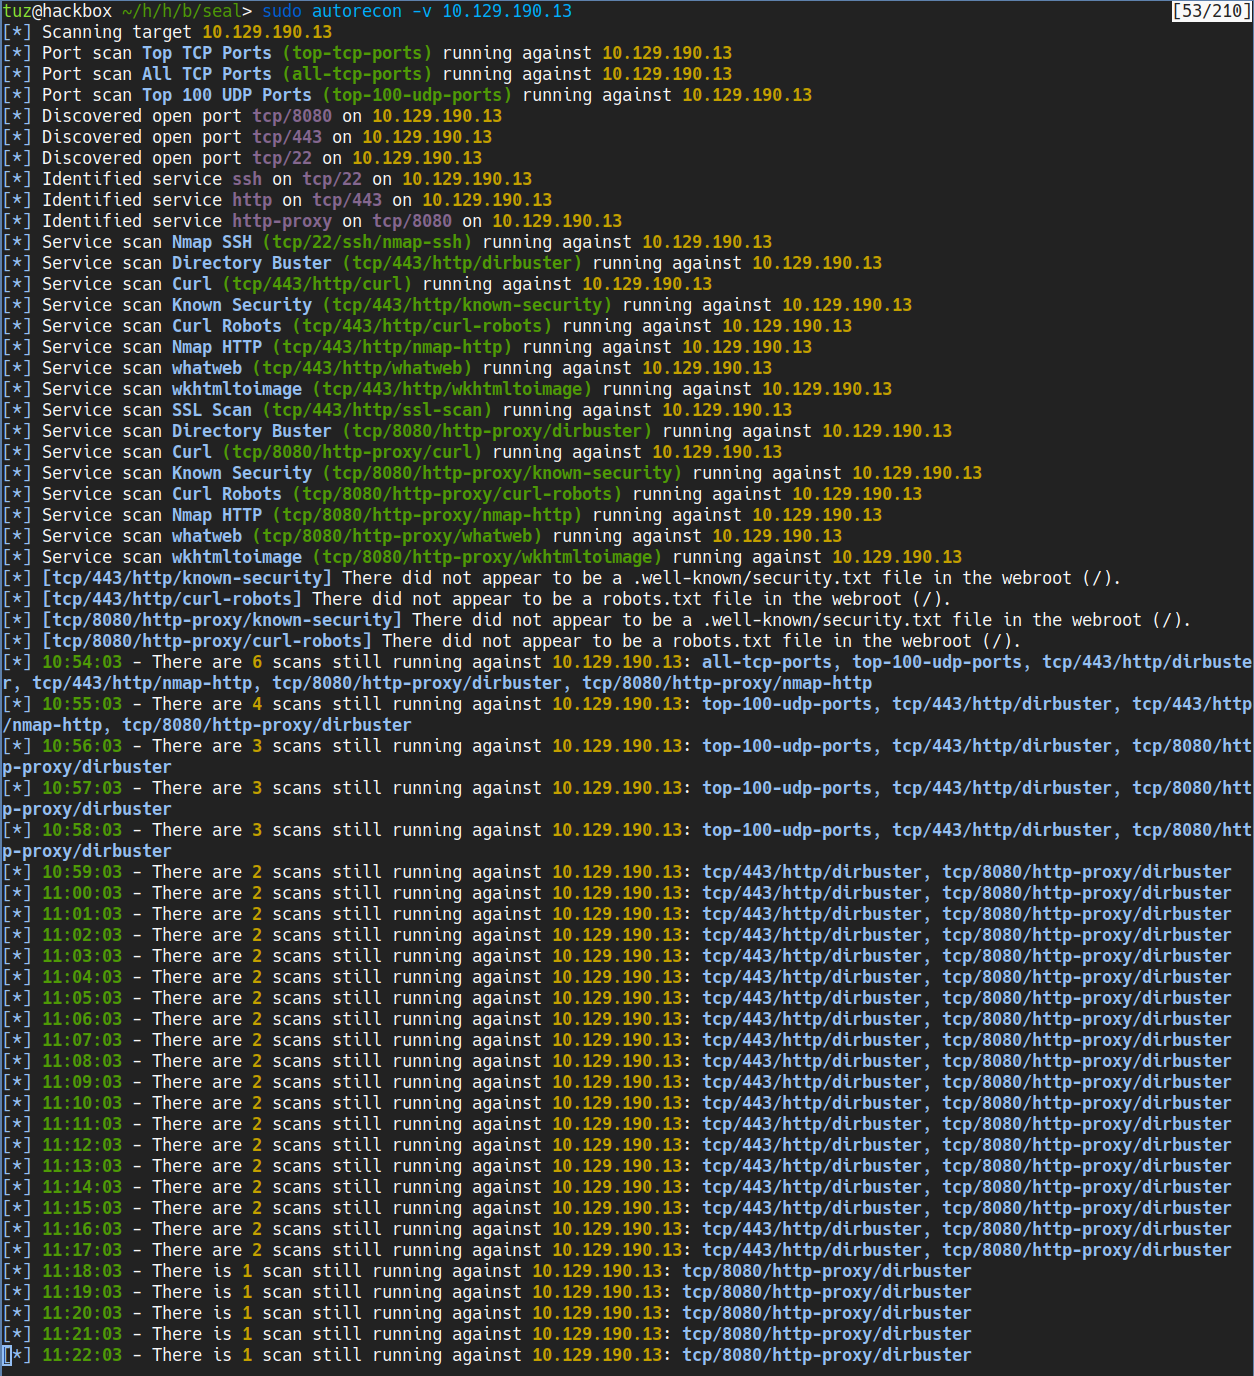 tuz@hackbox ~/h/h/b/seal> sudo autorecon -v 10.129.190.13 [53/210]
[*] Scanning target 10.129.190.13
[*] Port scan Top TCP Ports (top-tcp-ports) running against 10.129.190.13
[*] Port scan All TCP Ports (all-tcp-ports) running against 10.129.190.13
[*] Port scan Top 100 UDP Ports (top-100-udp-ports) running against 10.129.190.13
[*] Discovered open port tcp/8080 on 10.129.190.13
[*] Discovered open port tcp/443 on 10.129.190.13
[*] Discovered open port tcp/22 on 10.129.190.13
[*] Identified service ssh on tcp/22 on 10.129.190.13
[*] Identified service http on tcp/443 on 10.129.190.13
[*] Identified service http-proxy on tcp/8080 on 10.129.190.13
[*] Service scan Nmap SSH (tcp/22/ssh/nmap-ssh) running against 10.129.190.13
[*] Service scan Directory Buster (tcp/443/http/dirbuster) running against 10.129.190.13
[*] Service scan Curl (tcp/443/http/curl) running against 10.129.190.13
[*] Service scan Known Security (tcp/443/http/known-security) running against 10.129.190.13
[*] Service scan Curl Robots (tcp/443/http/curl-robots) running against 10.129.190.13
[*] Service scan Nmap HTTP (tcp/443/http/nmap-http) running against 10.129.190.13
[*] Service scan whatweb (tcp/443/http/whatweb) running against 10.129.190.13
[*] Service scan wkhtmltoimage (tcp/443/http/wkhtmltoimage) running against 10.129.190.13
[*] Service scan SSL Scan (tcp/443/http/ssl-scan) running against 10.129.190.13
[*] Service scan Directory Buster (tcp/8080/http-proxy/dirbuster) running against 10.129.190.13
[*] Service scan Curl (tcp/8080/http-proxy/curl) running against 10.129.190.13
[*] Service scan Known Security (tcp/8080/http-proxy/known-security) running against 10.129.190.13
[*] Service scan Curl Robots (tcp/8080/http-proxy/curl-robots) running against 10.129.190.13
[*] Service scan Nmap HTTP (tcp/8080/http-proxy/nmap-http) running against 10.129.190.13
[*] Service scan whatweb (tcp/8080/http-proxy/whatweb) running against 10.129.190.13
[*] Service scan wkhtmltoimage (tcp/8080/http-proxy/wkhtmltoimage) running against 10.129.190.13
[*] [tcp/443/http/known-security] There did not appear to be a .well-known/security.txt file in the webroot (/).
[*] [tcp/443/http/curl-robots] There did not appear to be a robots.txt file in the webroot (/).
[*] [tcp/8080/http-proxy/known-security] There did not appear to be a .well-known/security.txt file in the webroot (/).
[*] [tcp/8080/http-proxy/curl-robots] There did not appear to be a robots.txt file in the webroot (/).
[*] 10:54:03 - There are 6 scans still running against 10.129.190.13: all-tcp-ports, top-100-udp-ports, tcp/443/http/dirbuste
r, tcp/443/http/nmap-http, tcp/8080/http-proxy/dirbuster, tcp/8080/http-proxy/nmap-http
[*] 10:55:03 - There are 4 scans still running against 10.129.190.13: top-100-udp-ports, tcp/443/http/dirbuster, tcp/443/http
/nmap-http, tcp/8080/http-proxy/dirbuster
[*] 10:56:03 - There are 3 scans still running against 10.129.190.13: top-100-udp-ports, tcp/443/http/dirbuster, tcp/8080/htt
p-proxy/dirbuster
[*] 10:57:03 - There are 3 scans still running against 10.129.190.13: top-100-udp-ports, tcp/443/http/dirbuster, tcp/8080/htt
p-proxy/dirbuster
[*] 10:58:03 - There are 3 scans still running against 10.129.190.13: top-100-udp-ports, tcp/443/http/dirbuster, tcp/8080/htt
p-proxy/dirbuster
[*] 10:59:03 - There are 2 scans still running against 10.129.190.13: tcp/443/http/dirbuster, tcp/8080/http-proxy/dirbuster
[*] 11:00:03 - There are 2 scans still running against 10.129.190.13: tcp/443/http/dirbuster, tcp/8080/http-proxy/dirbuster
[*] 11:01:03 - There are 2 scans still running against 10.129.190.13: tcp/443/http/dirbuster, tcp/8080/http-proxy/dirbuster
[*] 11:02:03 - There are 2 scans still running against 10.129.190.13: tcp/443/http/dirbuster, tcp/8080/http-proxy/dirbuster
[*] 11:03:03 - There are 2 scans still running against 10.129.190.13: tcp/443/http/dirbuster, tcp/8080/http-proxy/dirbuster
[*] 11:04:03 - There are 2 scans still running against 10.129.190.13: tcp/443/http/dirbuster, tcp/8080/http-proxy/dirbuster
[*] 11:05:03 - There are 2 scans still running against 10.129.190.13: tcp/443/http/dirbuster, tcp/8080/http-proxy/dirbuster
[*] 11:06:03 - There are 2 scans still running against 10.129.190.13: tcp/443/http/dirbuster, tcp/8080/http-proxy/dirbuster
[*] 11:07:03 - There are 2 scans still running against 10.129.190.13: tcp/443/http/dirbuster, tcp/8080/http-proxy/dirbuster
[*] 11:08:03 - There are 2 scans still running against 10.129.190.13: tcp/443/http/dirbuster, tcp/8080/http-proxy/dirbuster
[*] 11:09:03 - There are 2 scans still running against 10.129.190.13: tcp/443/http/dirbuster, tcp/8080/http-proxy/dirbuster
[*] 11:10:03 - There are 2 scans still running against 10.129.190.13: tcp/443/http/dirbuster, tcp/8080/http-proxy/dirbuster
[*] 11:11:03 - There are 2 scans still running against 10.129.190.13: tcp/443/http/dirbuster, tcp/8080/http-proxy/dirbuster
[*] 11:12:03 - There are 2 scans still running against 10.129.190.13: tcp/443/http/dirbuster, tcp/8080/http-proxy/dirbuster
[*] 11:13:03 - There are 2 scans still running against 10.129.190.13: tcp/443/http/dirbuster, tcp/8080/http-proxy/dirbuster
[*] 11:14:03 - There are 2 scans still running against 10.129.190.13: tcp/443/http/dirbuster, tcp/8080/http-proxy/dirbuster
[*] 11:15:03 - There are 2 scans still running against 10.129.190.13: tcp/443/http/dirbuster, tcp/8080/http-proxy/dirbuster
[*] 11:16:03 - There are 2 scans still running against 10.129.190.13: tcp/443/http/dirbuster, tcp/8080/http-proxy/dirbuster
[*] 11:17:03 - There are 2 scans still running against 10.129.190.13: tcp/443/http/dirbuster, tcp/8080/http-proxy/dirbuster
[*] 11:18:03 - There is 1 scan still running against 10.129.190.13: tcp/8080/http-proxy/dirbuster
[*] 11:19:03 - There is 1 scan still running against 10.129.190.13: tcp/8080/http-proxy/dirbuster
[*] 11:20:03 - There is 1 scan still running against 10.129.190.13: tcp/8080/http-proxy/dirbuster
[*] 11:21:03 - There is 1 scan still running against 10.129.190.13: tcp/8080/http-proxy/dirbuster
[*] 11:22:03 - There is 1 scan still running against 10.129.190.13: tcp/8080/http-proxy/dirbuster